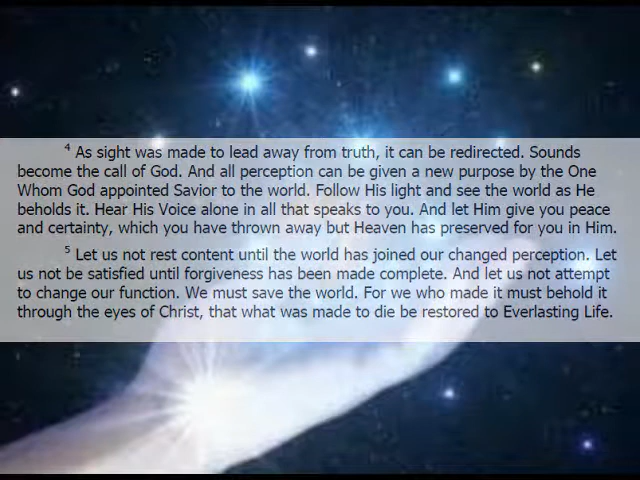 4 As sight was made to lead away from truth, it can be redirected. Sounds
become the call of God. And all perception can be given a new purpose by the One
Whom God appointed Savior to the world. Follow His light and see the world as He
beholds it. Hear His Voice alone in all that speaks to you. And let Him give you peace
and certainty, which you have thrown away but Heaven has preserved for you in Him.
5 Let us not rest content until the world has joined our changed perception. Let
us not be satisfied until forgiveness has been made complete. And let us not attempt
to change our function. We must save the world. For we who made it must behold it
through the eyes of Christ, that what was made to die be restored to Everlasting Life.